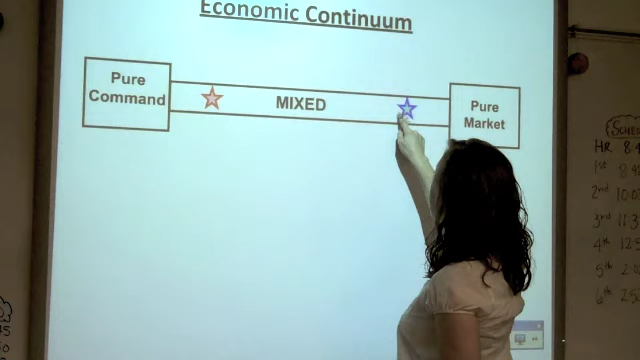 Economic Continuum
Pure
Command
MIXED
Pure
Market
HR
1st
2nd
3rd
4th
5th
6th